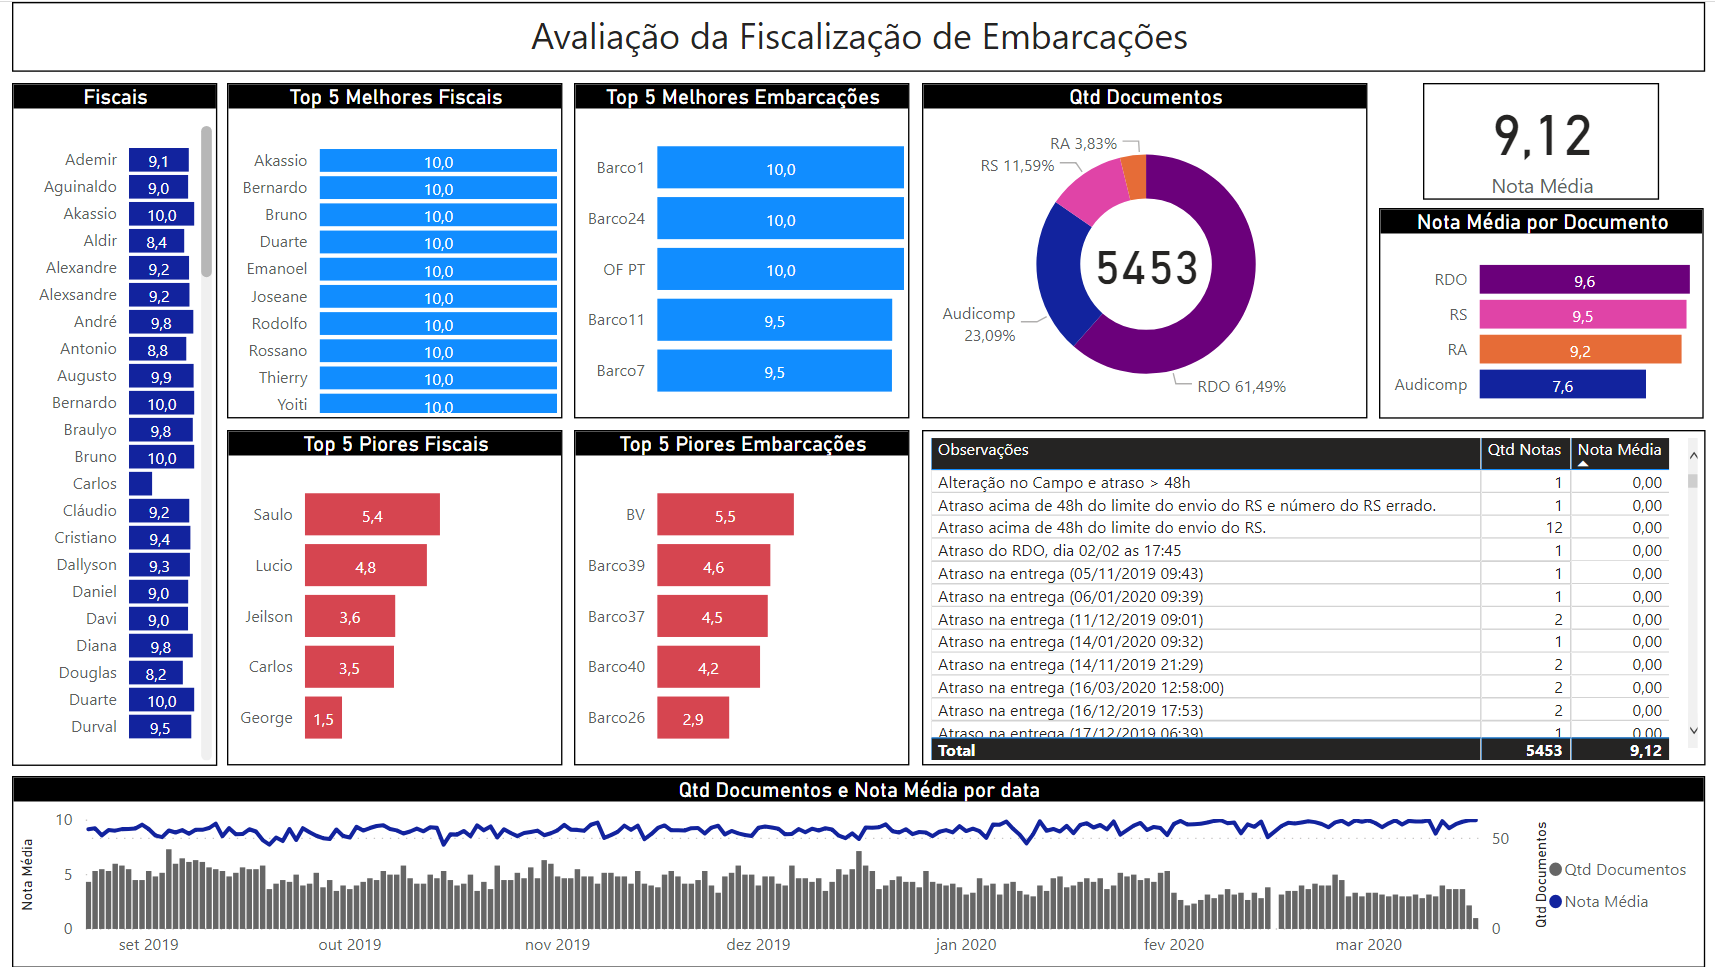 Avaliação da Fiscalização de Embarcações
Fiscais
Ademir 9,1
Aguinaldo 9,0
Akassio 10,0
Aldir 8,4
Alexandre 9,2
Alexsandre 9,2
André 9,8
Antonio 8,8
Augusto 9,9
Bernardo 10,0
Braulyo 9,8
Bruno 10,0
Carlos
Cláudio 9,2
Cristiano 9,4
Dallyson 9,3
Daniel 9,0
Davi 9,0
Diana 9,8
Douglas 8,2
Duarte 10,0
Durval 9,5
Top 5 Melhores Fiscais
Akassio 10,0
Bernardo 10,0
Bruno 10,0
Duarte 10,0
Emanoel 10,0
Joseane 10,0
Rodolfo 10,0
Rossano 10,0
Thierry 10,0
Yoiti 10,0
Top 5 Melhores Embarcações
Barco1 10,0
Barco24 10,0
OF PT 10,0
Barco11 9,5
Barco7 9,5
Qtd Documentos
RA 3,83%
RS 11,59%
5453
Audicomp
23,09%
RDO 61,49%
9,12
Nota Média
Nota Média por Documento
RDO 9,6
RS 9,5
RA 9,2
Audicomp 7,6
Top 5 Piores Fiscais
Saulo 5,4
Lucio 4,8
Jeilson 3,6
Carlos 3,5
George 1,5
Top 5 Piores Embarcações
BV 5,5
Barco39 4,6
Barco37 4,5
Barco40 4,2
Barco26 2,9
Observações Qtd Notas Nota Média
Alteração no Campo e atraso > 48h 1 0,00
Atraso acima de 48h do limite do envio do RS e número do RS errado. 1 0,00
Atraso acima de 48h do limite do envio do RS. 12 0,00
Atraso do RDO, dia 02/02 as 17:45 1 0,00
Atraso na entrega (05/11/2019 09:43) 1 0,00
Atraso na entrega (06/01/2020 09:39) 1 0,00
Atraso na entrega (11/12/2019 09:01) 2 0,00
Atraso na entrega (14/01/2020 09:32) 1 0,00
Atraso na entrega (14/11/2019 21:29) 2 0,00
Atraso na entrega (16/03/2020 12:58:00) 2 0,00
Atraso na entrega (16/12/2019 17:53) 2 0,00
Atraso na entrega (17/12/2019 06:39) 1 0,00
Total 5453 9,12
Qtd Documentos e Nota Média por data
Nota Média
10
5
0
set 2019 out 2019 nov 2019 dez 2019 jan 2020 fev 2020 mar 2020
50
0
Qtd Documentos
Qtd Documentos
Nota Média